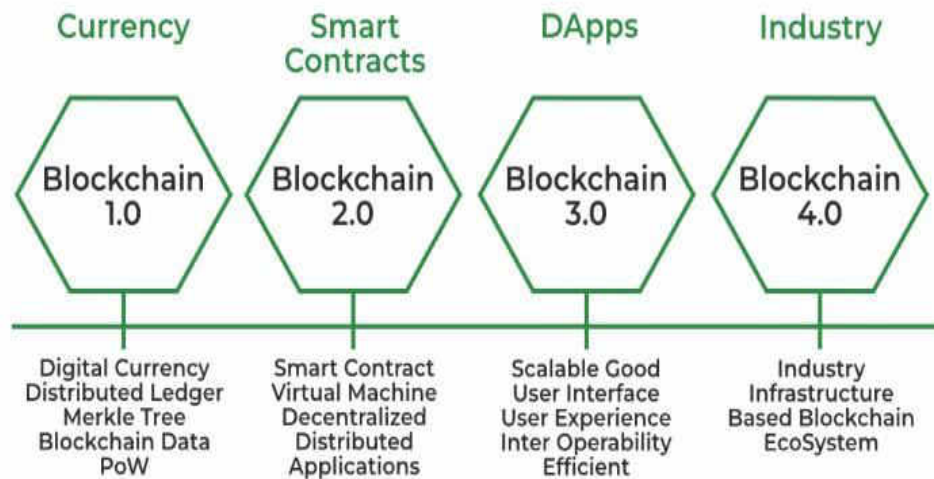 Currency
Smart
Contracts
DApps
Industry
Blockchain
1.0
Blockchain
2.0
Blockchain
3.0
Blockchain
4.0
Digital Currency
Distributed Ledger
Merkle Tree
Blockchain Data
PoW
Smart Contract
Virtual Machine
Decentralized
Distributed
Applications
Scalable Good
User Interface
User Experience
Inter Operability
Efficient
Industry
Infrastructure
Based Blockchain
EcoSystem